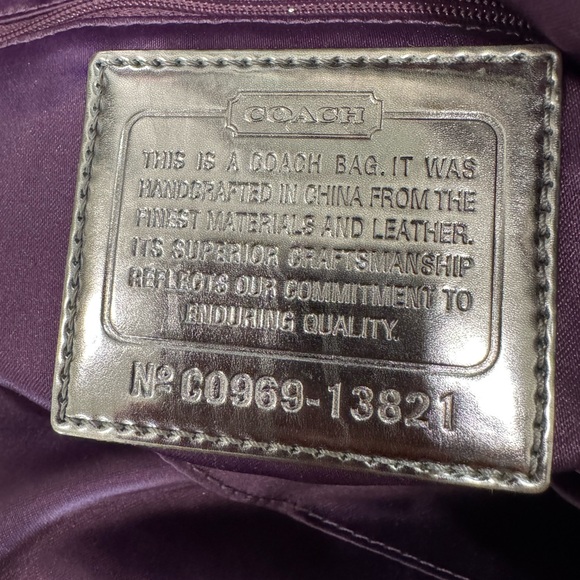 COACH
THIS IS A COACH BAG. IT WAS
HANDCRAFTED IN CHINA FROM THE
FINEST MATERIALS AND LEATHER.
ITS SUPERIOR CRAFTSMANSHIP
REFLECTS OUR COMMITMENT TO
ENDURING QUALITY.
Nº C0969-13821